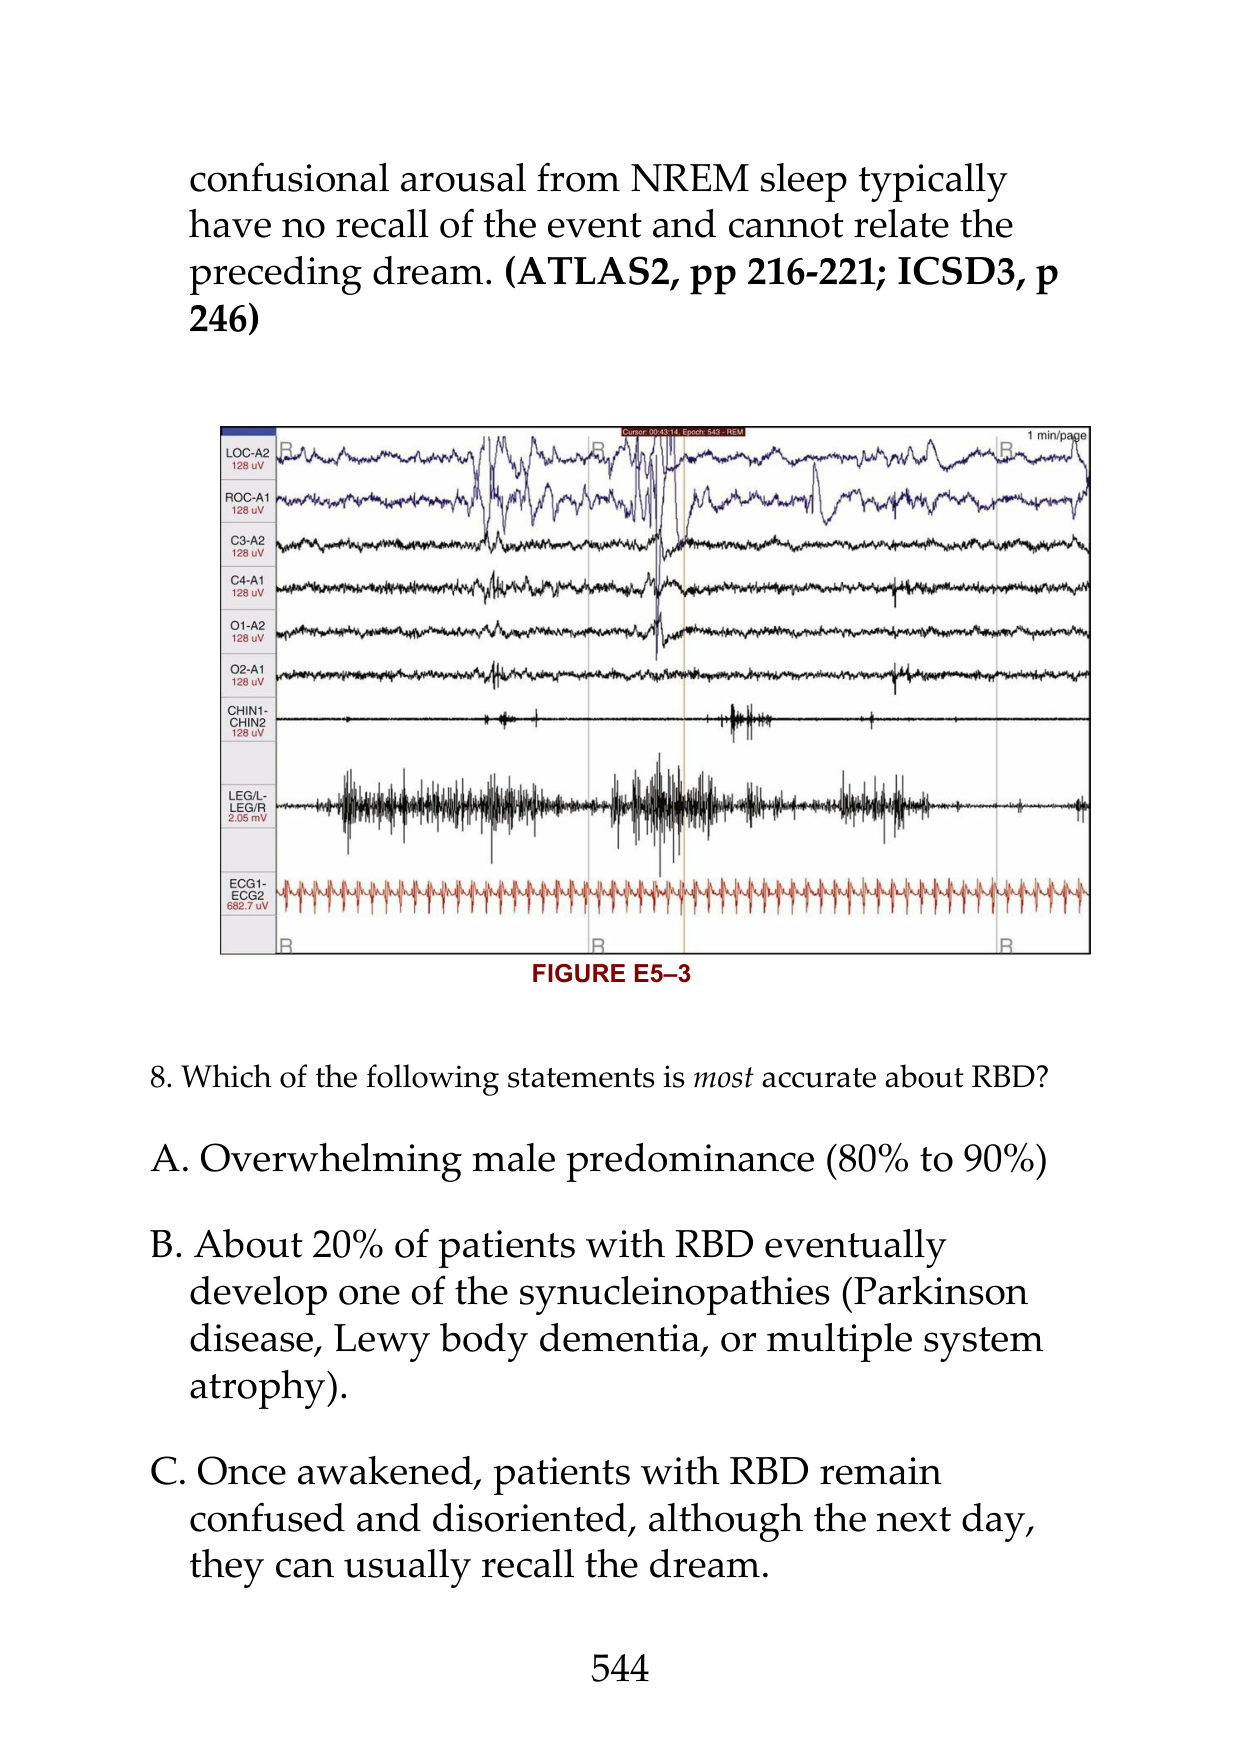 confusional arousal from NREM sleep typically
have no recall of the event and cannot relate the
preceding dream. (ATLAS2, pp 216-221; ICSD3, p
246)
Cursor: 00:43:14, Epoch: 543 - REM
1 min/page
R R R
LOC-A2
128 uV
ROC-A1
128 uV
C3-A2
128 uV
C4-A1
128 uV
O1-A2
128 uV
O2-A1
128 uV
CHIN1-
CHIN2
128 uV
LEG/L-
LEG/R
2.05 mV
ECG1-
ECG2
682.7 uV
R R R
FIGURE E5–3
8. Which of the following statements is most accurate about RBD?
A. Overwhelming male predominance (80% to 90%)
B. About 20% of patients with RBD eventually
develop one of the synucleinopathies (Parkinson
disease, Lewy body dementia, or multiple system
atrophy).
C. Once awakened, patients with RBD remain
confused and disoriented, although the next day,
they can usually recall the dream.
544